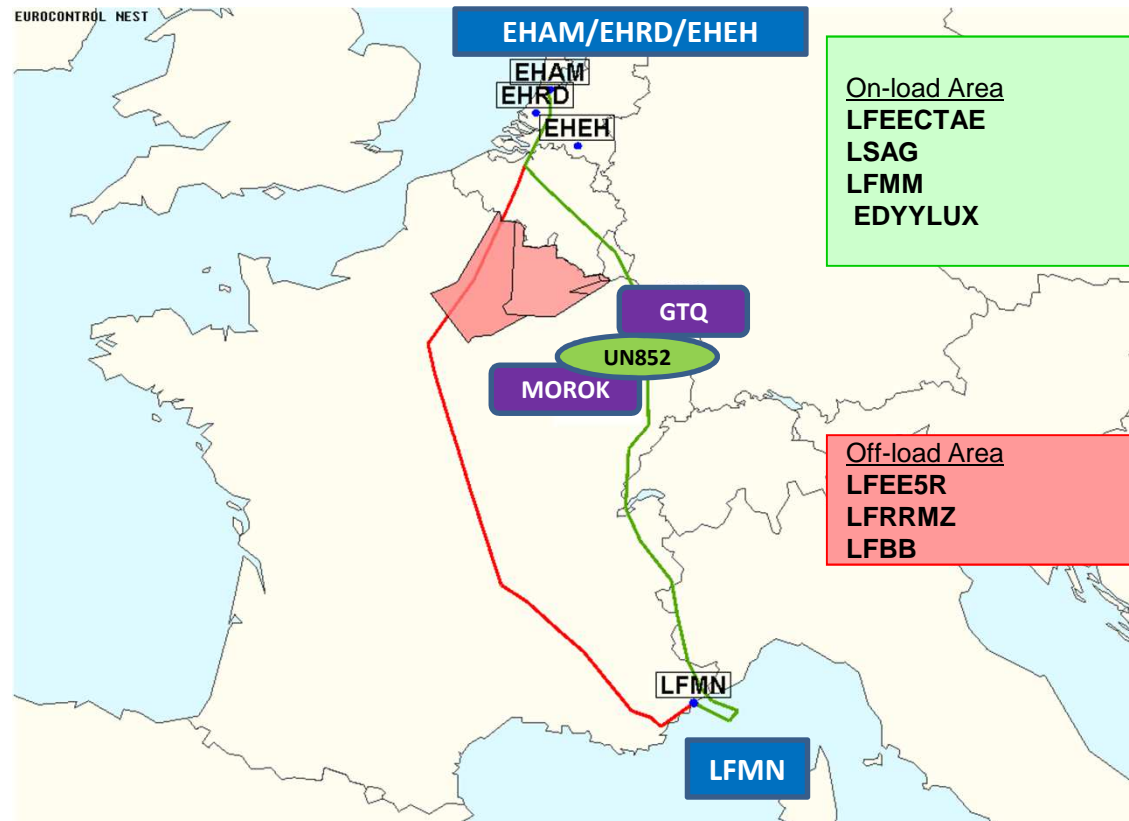 EUROCONTROL NEST
EHAM/EHRD/EHEH
EHAM
EHRD
EHEH
On-load Area
LFEECTAE
LSAG
LFMM
EDYYLUX
GTQ
UN852
MOROK
Off-load Area
LFEE5R
LFRRMZ
LFBB
LFMN
LFMN